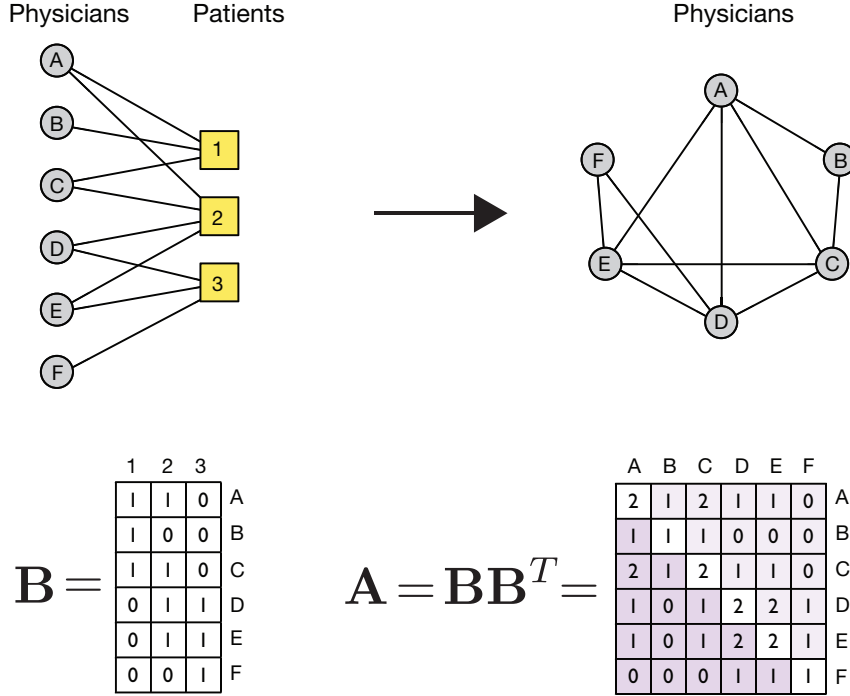 Physicians Patients Physicians
A
B
C
D
E
F
1
2
3
A
F
B
E
C
D
1 2 3
1 1 0 A
1 0 0 B
1 1 0 C
0 1 1 D
0 1 1 E
0 0 1 F
B =
A = BB^T =
A B C D E F
2 1 2 1 1 0 A
1 1 1 0 0 0 B
2 1 2 1 1 0 C
1 0 1 2 2 1 D
1 0 1 2 2 1 E
0 0 0 1 1 1 F